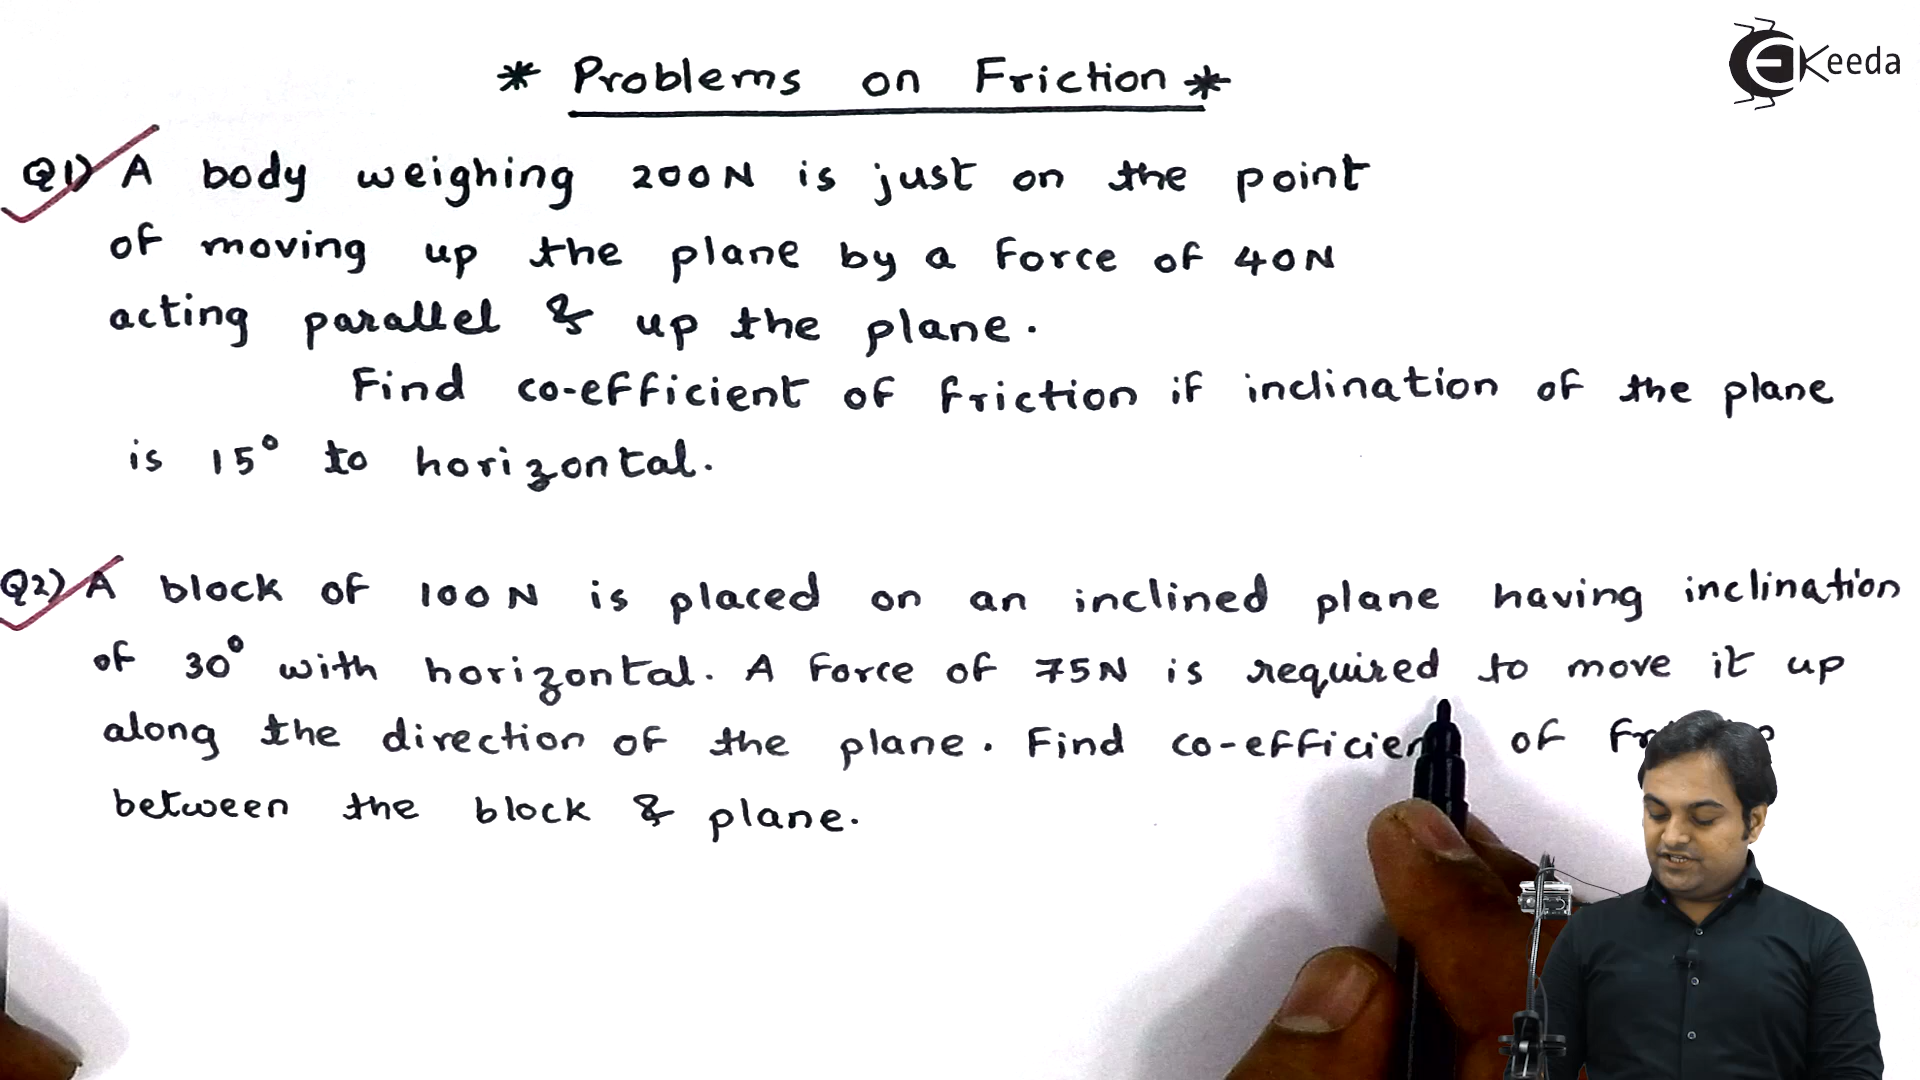 * Problems on Friction *
EKeeda
Q1) A body weighing 200N is just on the point
of moving up the plane by a force of 40N
acting parallel & up the plane.
Find co-efficient of friction if inclination of the plane
is 15° to horizontal.
Q2) A block of 100N is placed on an inclined plane having inclination
of 30° with horizontal. A force of 75N is required to move it up
along the direction of the plane. Find co-efficien of
between the block & plane.